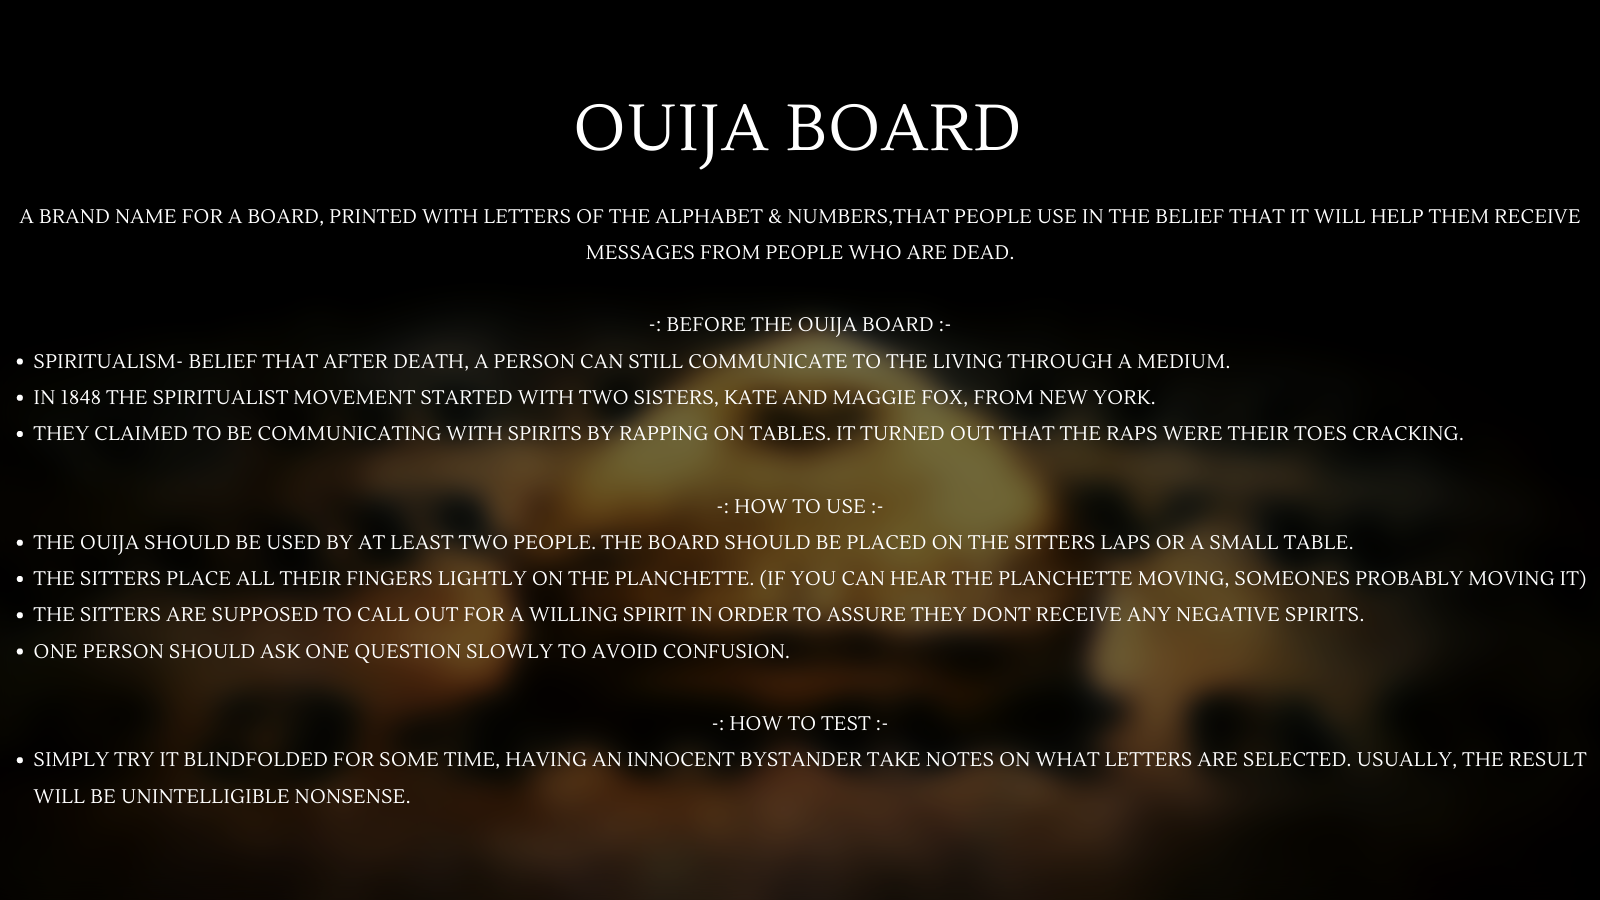 OUIJA BOARD
A BRAND NAME FOR A BOARD, PRINTED WITH LETTERS OF THE ALPHABET & NUMBERS,THAT PEOPLE USE IN THE BELIEF THAT IT WILL HELP THEM RECEIVE
MESSAGES FROM PEOPLE WHO ARE DEAD.
-: BEFORE THE OUIJA BOARD :-
• SPIRITUALISM- BELIEF THAT AFTER DEATH, A PERSON CAN STILL COMMUNICATE TO THE LIVING THROUGH A MEDIUM.
• IN 1848 THE SPIRITUALIST MOVEMENT STARTED WITH TWO SISTERS, KATE AND MAGGIE FOX, FROM NEW YORK.
• THEY CLAIMED TO BE COMMUNICATING WITH SPIRITS BY RAPPING ON TABLES. IT TURNED OUT THAT THE RAPS WERE THEIR TOES CRACKING.
-: HOW TO USE :-
• THE OUIJA SHOULD BE USED BY AT LEAST TWO PEOPLE. THE BOARD SHOULD BE PLACED ON THE SITTERS LAPS OR A SMALL TABLE.
• THE SITTERS PLACE ALL THEIR FINGERS LIGHTLY ON THE PLANCHETTE. (IF YOU CAN HEAR THE PLANCHETTE MOVING, SOMEONES PROBABLY MOVING IT)
• THE SITTERS ARE SUPPOSED TO CALL OUT FOR A WILLING SPIRIT IN ORDER TO ASSURE THEY DONT RECEIVE ANY NEGATIVE SPIRITS.
• ONE PERSON SHOULD ASK ONE QUESTION SLOWLY TO AVOID CONFUSION.
-: HOW TO TEST :-
• SIMPLY TRY IT BLINDFOLDED FOR SOME TIME, HAVING AN INNOCENT BYSTANDER TAKE NOTES ON WHAT LETTERS ARE SELECTED. USUALLY, THE RESULT
WILL BE UNINTELLIGIBLE NONSENSE.